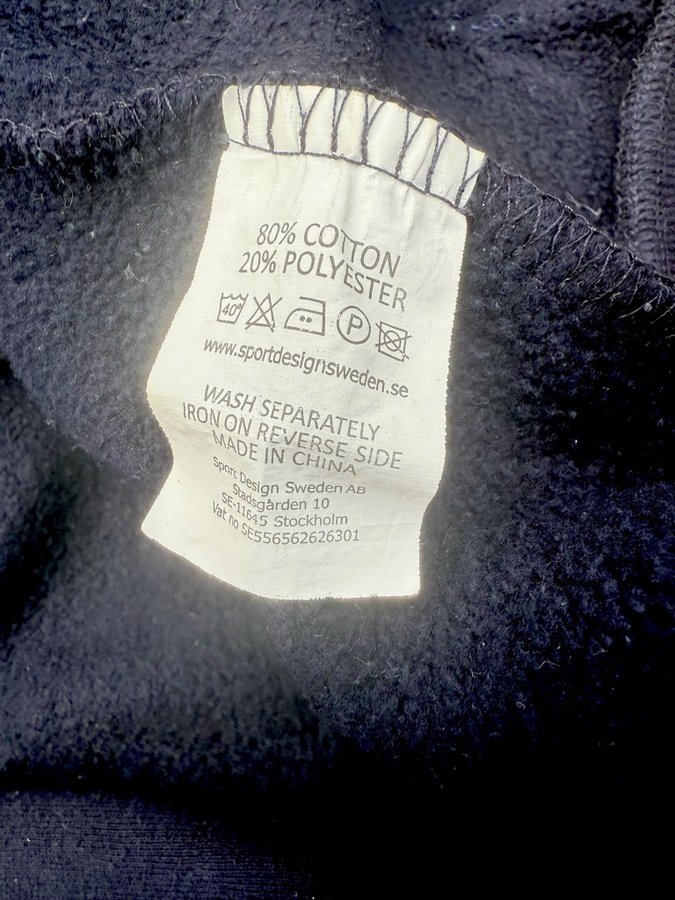 80% COTTON
20% POLYESTER
40° P
www.sportdesignsweden.se
WASH SEPARATELY
IRON ON REVERSE SIDE
MADE IN CHINA
Sport Design Sweden AB
Stadsgården 10
SE-11645 Stockholm
Vat no SE556562626301